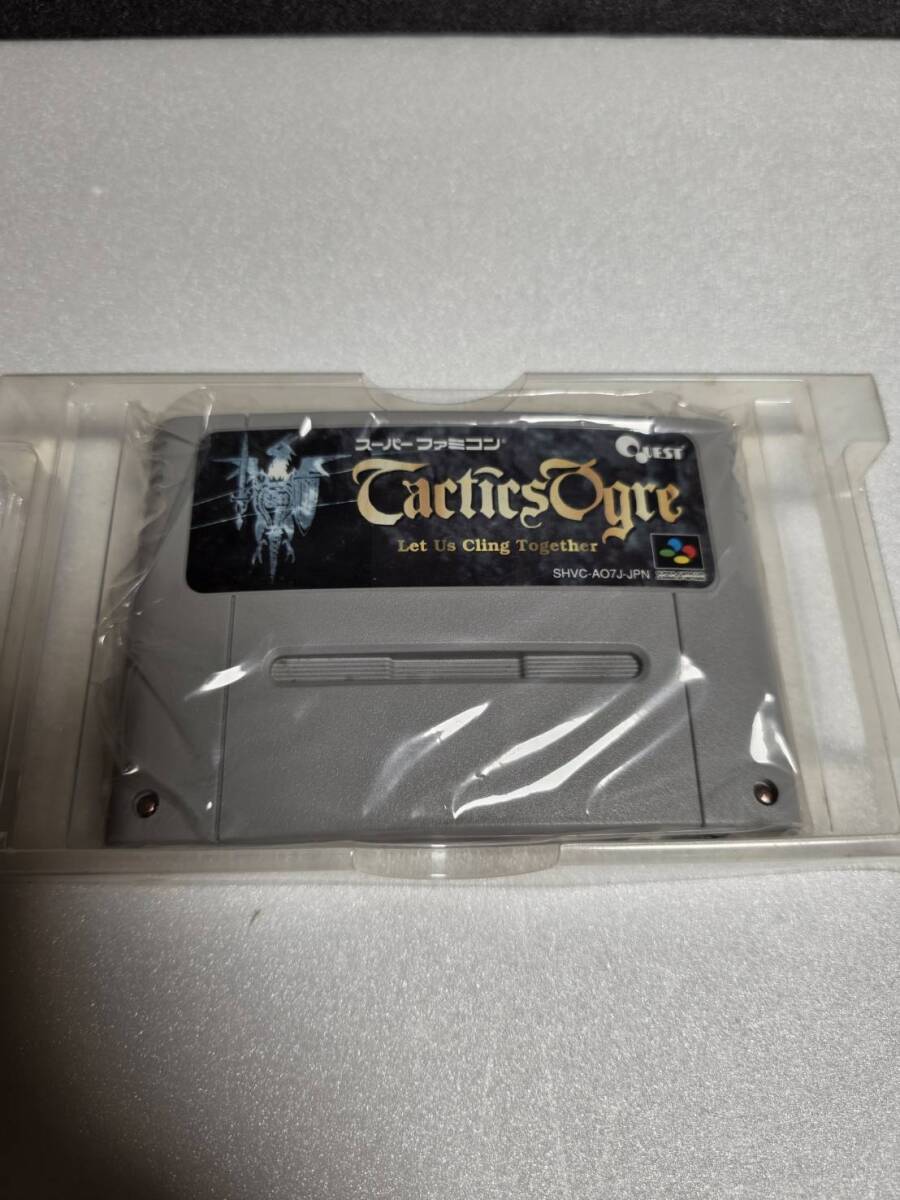 スーパーファミコン®
QUEST
TacticsOgre
Let Us Cling Together
SHVC-AO7J-JPN